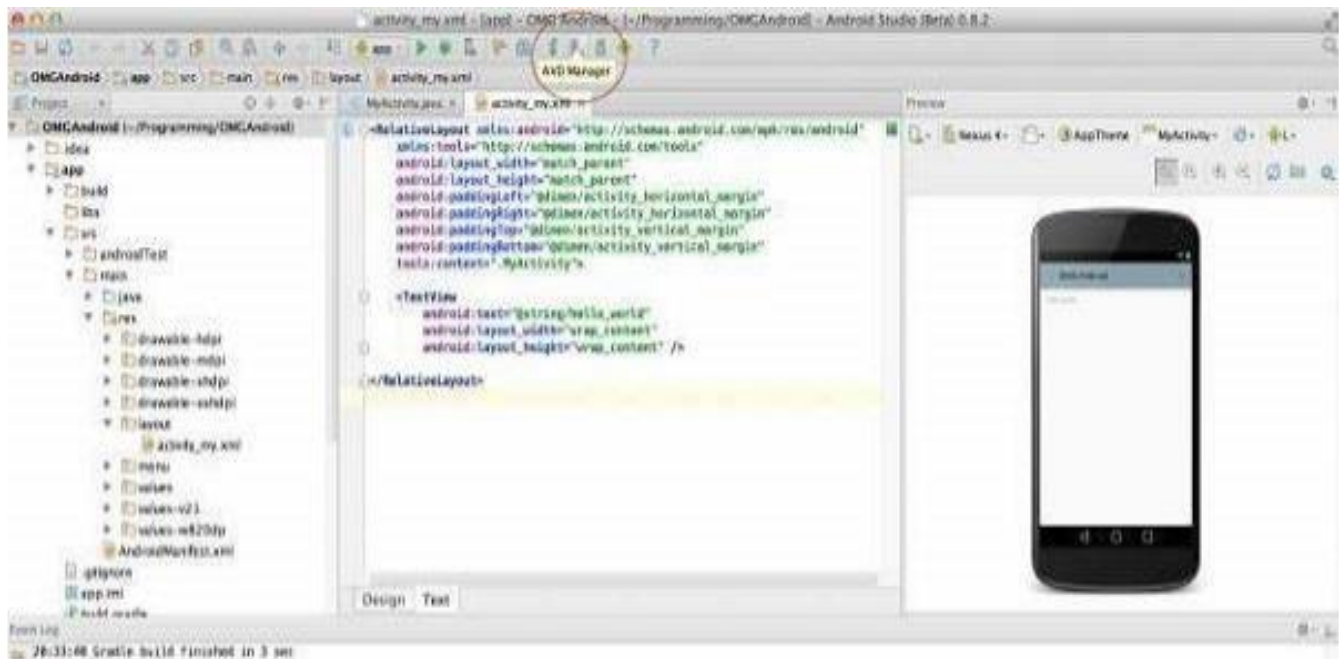 activity_my.xml - [app] - OMGAndroid - [~/Programming/OMGAndroid] - Android Studio (Beta) 0.8.2
app
AVD Manager
OMGAndroid app src main res layout activity_my.xml
Project
MyActivity.java activity_my.xml
Preview
OMGAndroid (~/Programming/OMGAndroid)
.idea
app
build
libs
src
androidTest
main
java
res
drawable-hdpi
drawable-mdpi
drawable-xhdpi
drawable-xxhdpi
layout
activity_my.xml
menu
values
values-v21
values-w820dp
AndroidManifest.xml
.gitignore
app.iml
build.gradle
<RelativeLayout xmlns:android="http://schemas.android.com/apk/res/android"
xmlns:tools="http://schemas.android.com/tools"
android:layout_width="match_parent"
android:layout_height="match_parent"
android:paddingLeft="@dimen/activity_horizontal_margin"
android:paddingRight="@dimen/activity_horizontal_margin"
android:paddingTop="@dimen/activity_vertical_margin"
android:paddingBottom="@dimen/activity_vertical_margin"
tools:context=".MyActivity">
<TextView
android:text="@string/hello_world"
android:layout_width="wrap_content"
android:layout_height="wrap_content" />
</RelativeLayout>
Nexus 4 AppTheme MyActivity L
Design Text
Event Log
20:33:08 Gradle build finished in 3 sec